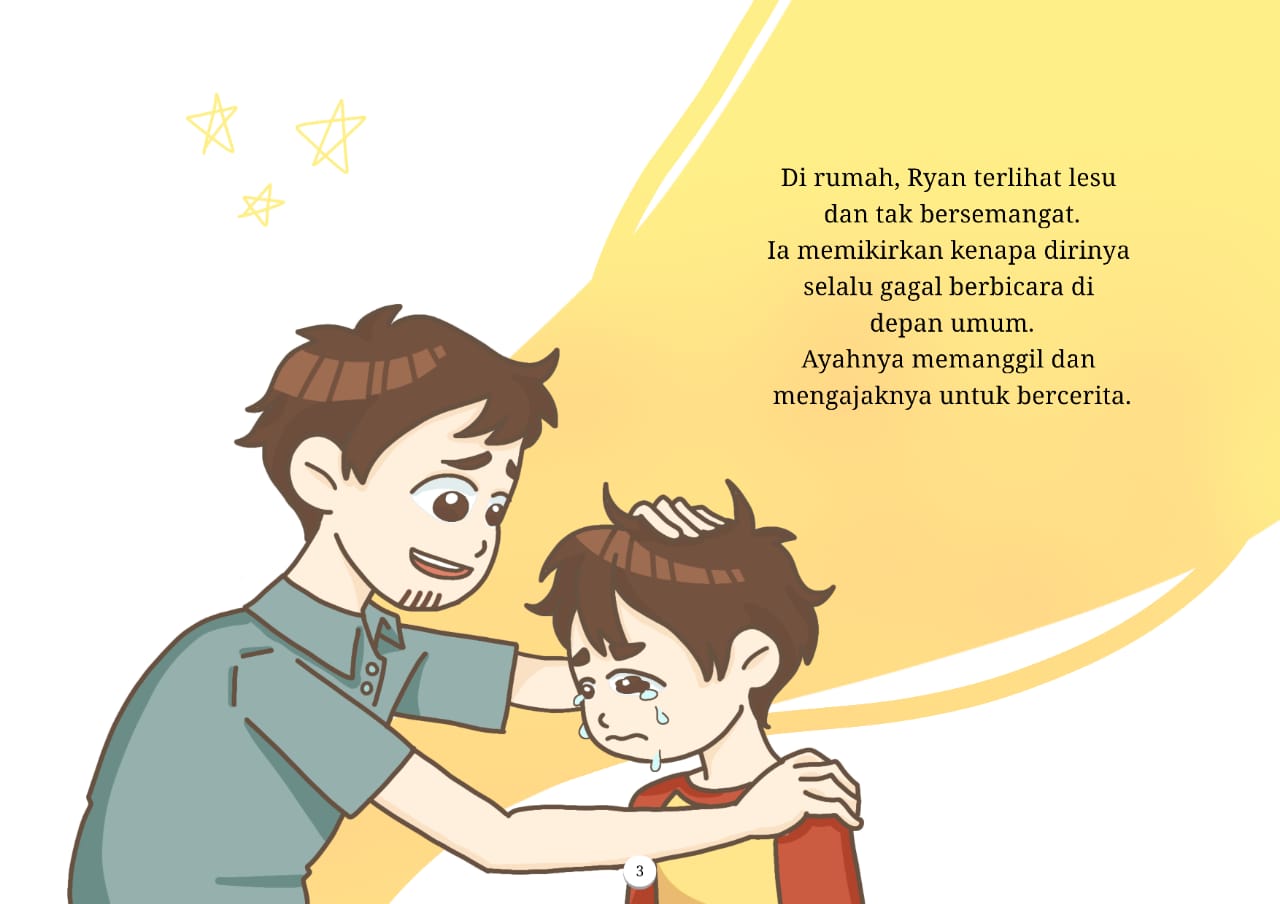 Di rumah, Ryan terlihat lesu
dan tak bersemangat.
Ia memikirkan kenapa dirinya
selalu gagal berbicara di
depan umum.
Ayahnya memanggil dan
mengajaknya untuk bercerita.
3